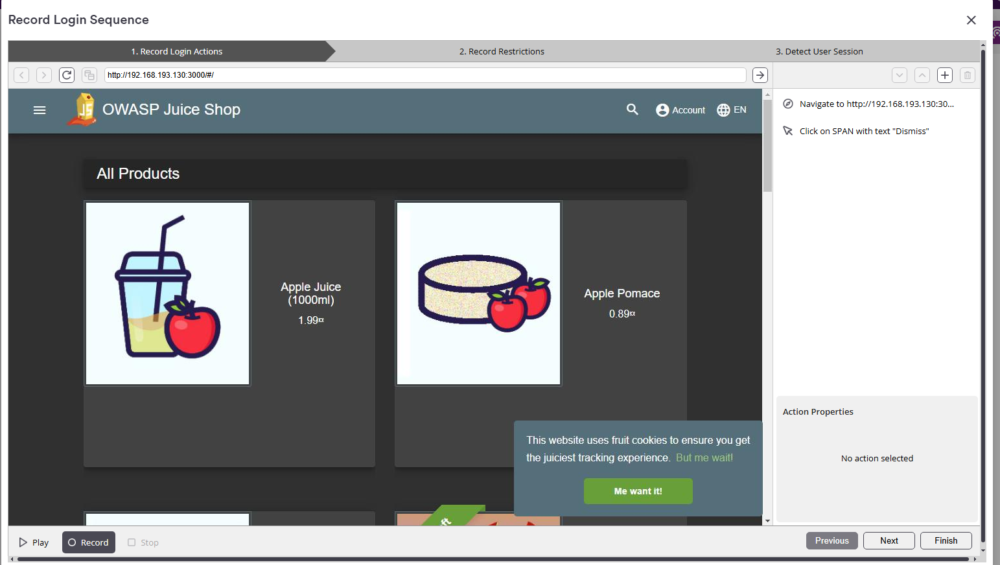 Record Login Sequence
1. Record Login Actions
2. Record Restrictions
3. Detect User Session
http://192.168.193.130:3000/#/
JS
OWASP Juice Shop
Account
EN
Navigate to http://192.168.193.130:30...
Click on SPAN with text "Dismiss"
All Products
Apple Juice
(1000ml)
1.99¤
Apple Pomace
0.89¤
This website uses fruit cookies to ensure you get
the juiciest tracking experience. But me wait!
Me want it!
Action Properties
No action selected
Play
Record
Stop
Previous
Next
Finish